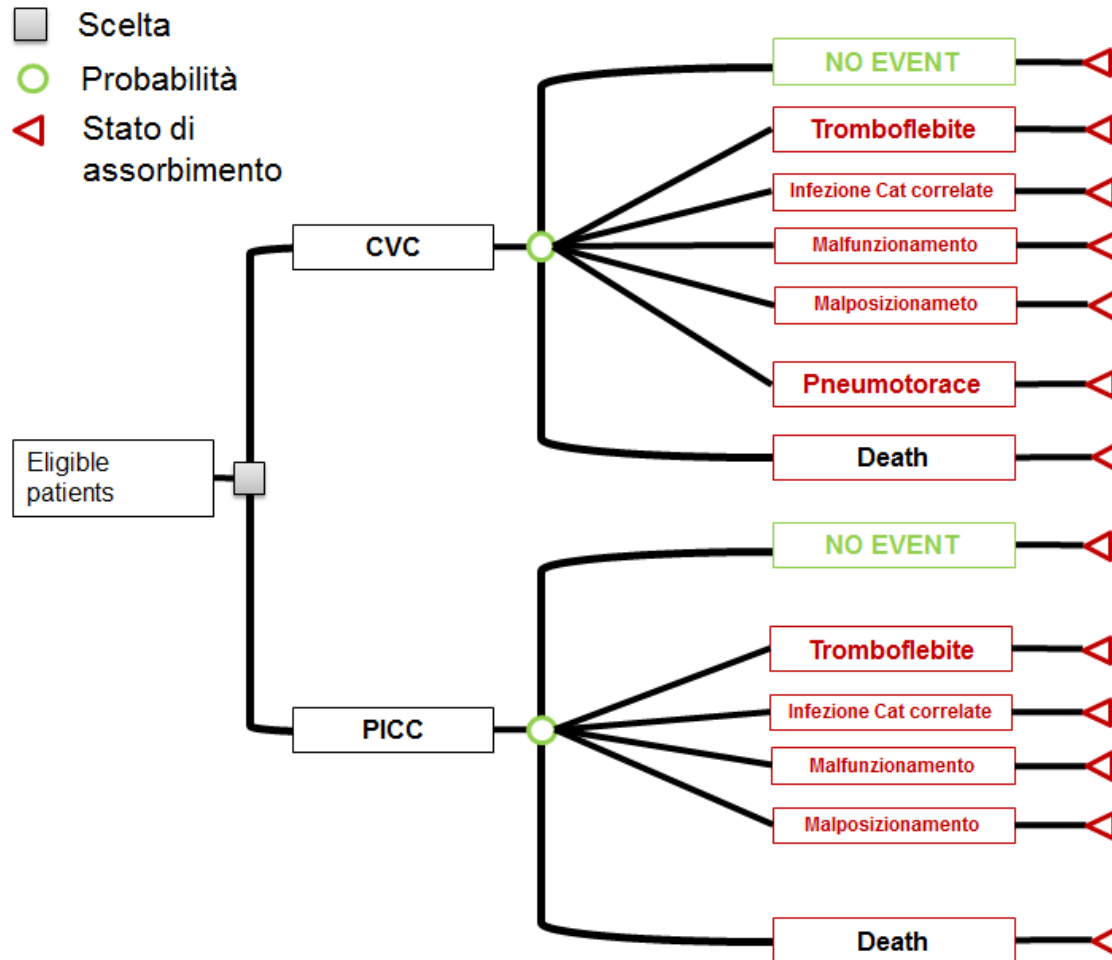 Scelta
Probabilità
Stato di
assorbimento
Eligible
patients
CVC
NO EVENT
Tromboflebite
Infezione Cat correlate
Malfunzionamento
Malposizionameto
Pneumotorace
Death
PICC
NO EVENT
Tromboflebite
Infezione Cat correlate
Malfunzionamento
Malposizionamento
Death